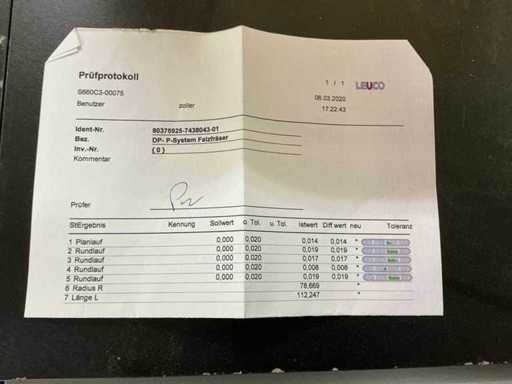 Prüfprotokoll
1 / 1
LEUCO
S660C3-00075
06.03.2020
Benutzer zoller
17:22:43
Ident-Nr. 80376925-7438043-01
Bez. DP- P-System Falzfräser
Inv.-Nr. ( 0 )
Kommentar
Prüfer
StErgebnis Kennung Sollwert o. Tol. u. Tol. Istwert Diff wert neu Toleranz
1 Planlauf 0,000 0,020 0,014 0,014 *
2 Rundlauf 0,000 0,020 0,019 0,019 *
3 Rundlauf 0,000 0,020 0,017 0,017 *
4 Rundlauf 0,000 0,020 0,008 0,008 *
5 Rundlauf 0,000 0,020 0,019 0,019 *
6 Radius R 78,669 *
7 Länge L 112,247 *